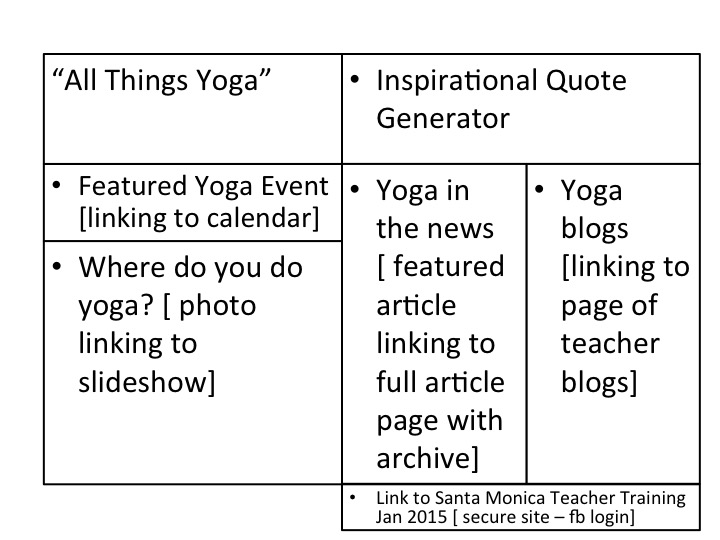 “All Things Yoga”
• Inspirational Quote
Generator
• Featured Yoga Event
[linking to calendar]
• Where do you do
yoga? [ photo
linking to
slideshow]
• Yoga in
the news
[ featured
article
linking to
full article
page with
archive]
• Yoga
blogs
[linking to
page of
teacher
blogs]
• Link to Santa Monica Teacher Training
Jan 2015 [ secure site – fb login]